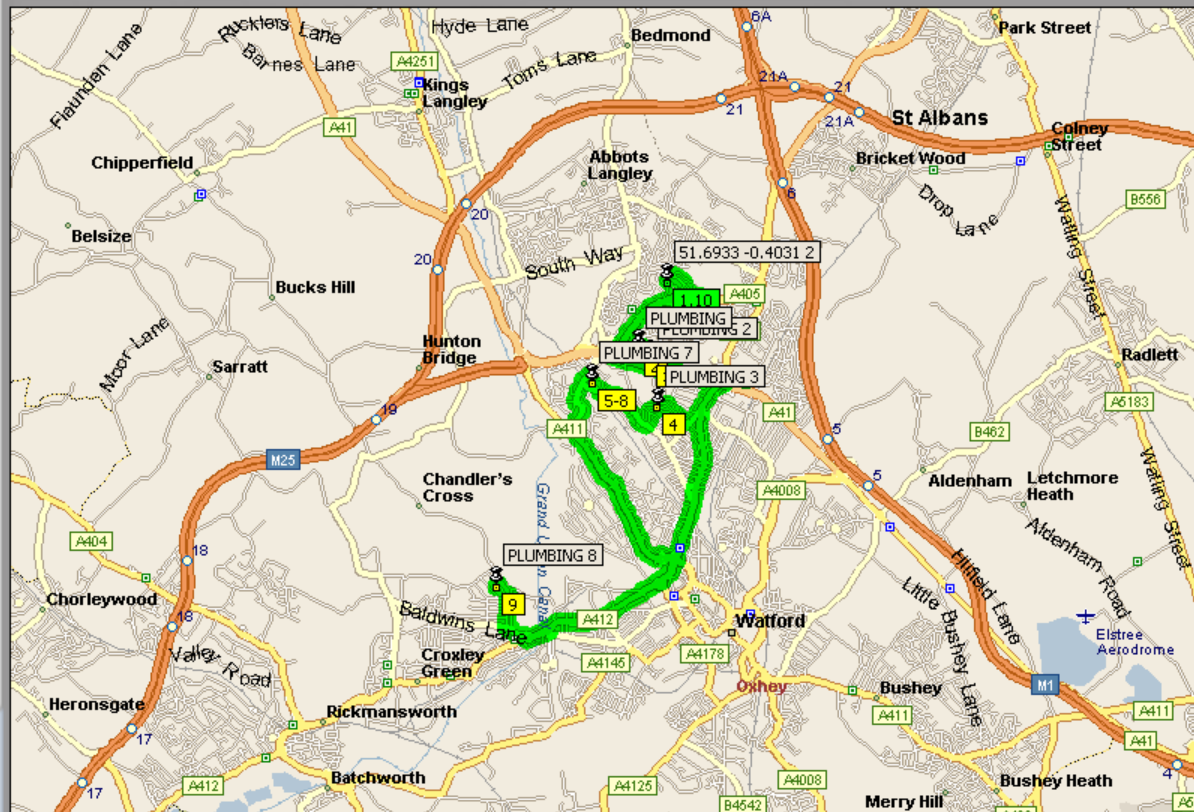 Flaunden Lane
Rucklers Lane
Hyde Lane
6A
Park Street
Bedmond
Barnes Lane
A4251
Toms Lane
Kings
Langley
21A
21
21
21A
St Albans
A41
Colney
Street
Chipperfield
Abbots
Langley
Bricket Wood
6
Drop Lane
B556
20
Belsize
Watling Street
20
South Way
51.6933 -0.4031 2
Bucks Hill
A405
1,10
PLUMBING
PLUMBING 2
Moor Lane
Hunton
Bridge
PLUMBING 7
Radlett
Sarratt
4
PLUMBING 3
5-8
4
A5183
19
A411
A41
B462
5
M25
Chandler's
Cross
5
Aldenham
Letchmore
Heath
Watling Street
A4008
Grand Union Canal
A404
18
PLUMBING 8
Hilfield Lane
Aldenham Road
Chorleywood
9
Little Bushey Lane
Baldwins Lane
A412
18
Watford
Elstree
Aerodrome
Valley Road
Croxley
Green
A4145
A4178
Oxhey
M1
Bushey
Heronsgate
Rickmansworth
A411
A411
17
A41
Batchworth
17
A412
A4125
A4008
4
Bushey Heath
Merry Hill
B4542